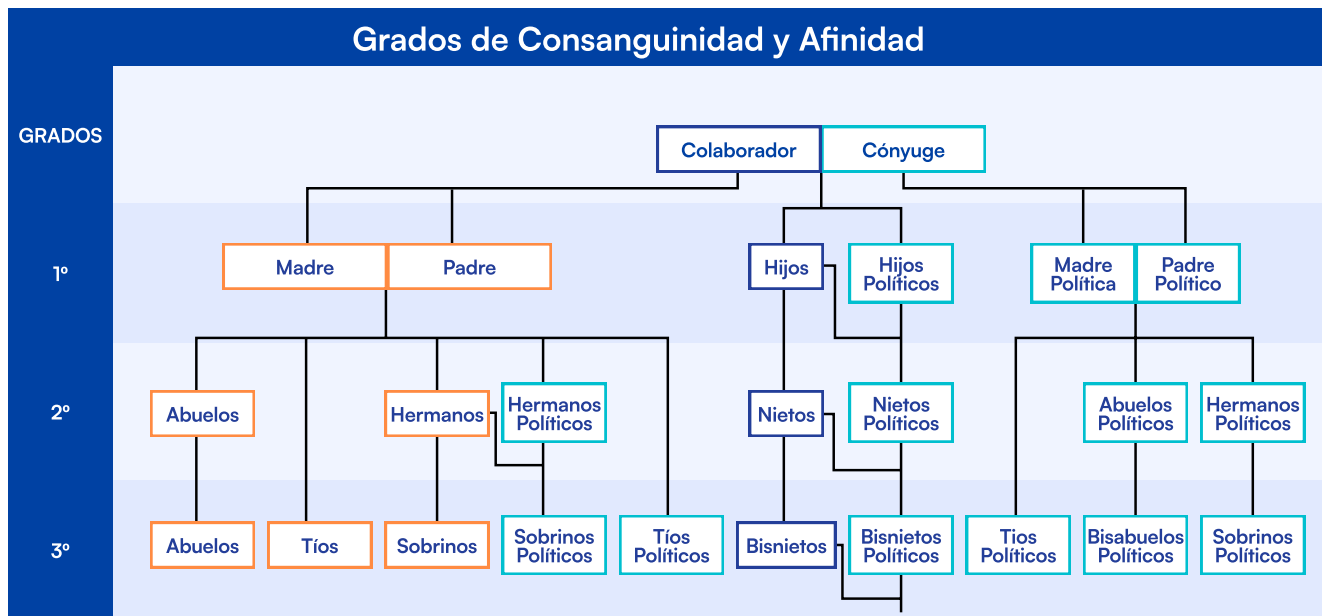 Grados de Consanguinidad y Afinidad
GRADOS
Colaborador
Cónyuge
1º
Madre
Padre
Hijos
Hijos
Políticos
Madre
Política
Padre
Político
2º
Abuelos
Hermanos
Hermanos
Políticos
Nietos
Nietos
Políticos
Abuelos
Políticos
Hermanos
Políticos
3º
Abuelos
Tíos
Sobrinos
Sobrinos
Políticos
Tíos
Políticos
Bisnietos
Bisnietos
Políticos
Tios
Políticos
Bisabuelos
Políticos
Sobrinos
Políticos